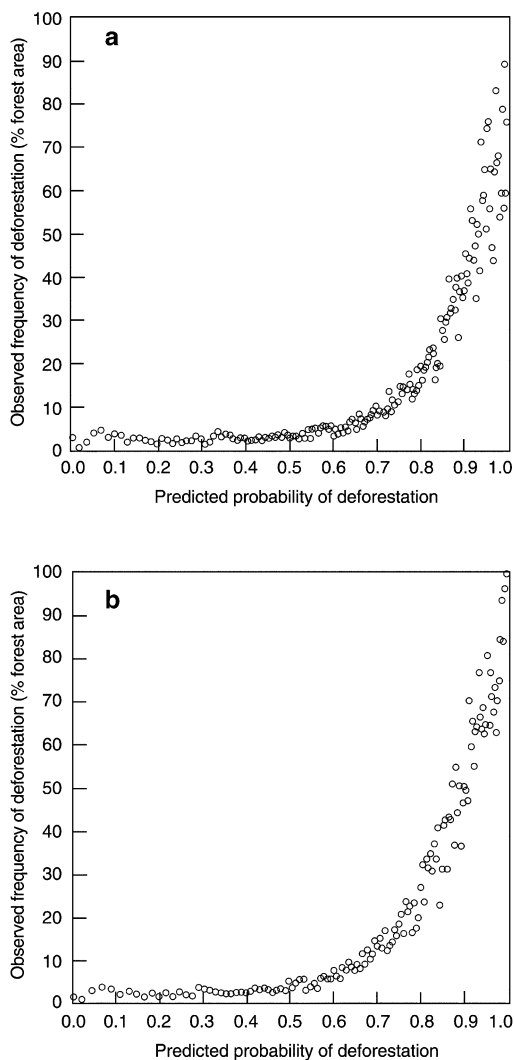 a
Observed frequency of deforestation (% forest area)
100
90
80
70
60
50
40
30
20
10
0
0.0 0.1 0.2 0.3 0.4 0.5 0.6 0.7 0.8 0.9 1.0
Predicted probability of deforestation
b
Observed frequency of deforestation (% forest area)
100
90
80
70
60
50
40
30
20
10
0
0.0 0.1 0.2 0.3 0.4 0.5 0.6 0.7 0.8 0.9 1.0
Predicted probability of deforestation